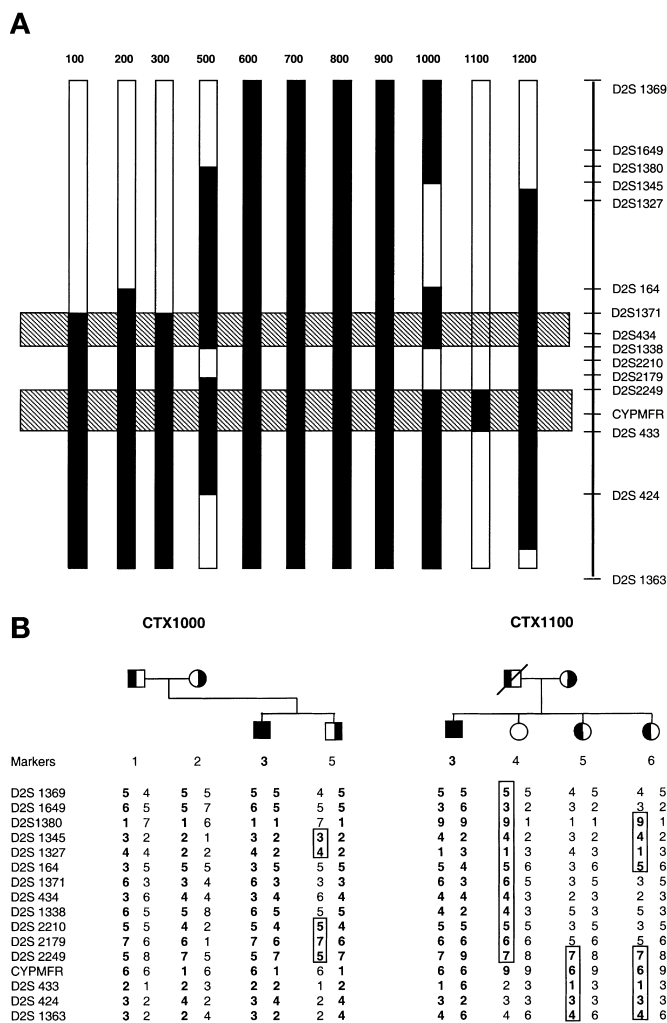 A
100 200 300 500 600 700 800 900 1000 1100 1200
D2S 1369
D2S1649
D2S1380
D2S1345
D2S1327
D2S 164
D2S1371
D2S434
D2S1338
D2S2210
D2S2179
D2S2249
CYPMFR
D2S 433
D2S 424
D2S 1363
B
CTX1000 CTX1100
Markers 1 2 3 5 3 4 5 6
D2S 1369 5 4 5 5 5 5 4 5 5 5 5 5 4 5 4 5
D2S 1649 6 5 5 7 6 5 5 5 3 6 3 2 3 2 3 2
D2S1380 1 7 1 6 1 1 7 1 9 9 9 1 1 1 9 1
D2S 1345 3 2 2 1 3 2 3 2 4 2 4 2 3 2 4 2
D2S 1327 4 4 2 2 4 2 4 2 1 3 1 3 4 3 1 3
D2S 164 3 5 5 5 3 5 5 5 5 4 5 6 3 6 5 6
D2S 1371 6 3 3 4 6 3 3 3 6 3 6 5 3 5 3 5
D2S 434 3 6 4 4 3 4 6 4 4 4 4 3 2 3 2 3
D2S 1338 6 5 5 8 6 5 5 5 4 2 4 3 5 3 5 3
D2S 2210 5 5 4 2 5 4 5 4 5 5 5 5 3 5 3 5
D2S 2179 7 6 6 1 7 6 7 6 6 6 6 6 5 6 5 6
D2S 2249 5 8 7 5 5 7 5 7 7 9 7 8 7 8 7 8
CYPMFR 6 6 1 6 6 1 6 1 6 6 9 9 6 9 6 9
D2S 433 2 1 2 3 2 2 1 2 1 6 2 3 1 3 1 3
D2S 424 3 2 4 2 3 4 2 4 3 2 3 3 3 3 3 3
D2S 1363 3 2 2 4 3 2 2 4 4 6 4 6 4 6 4 6